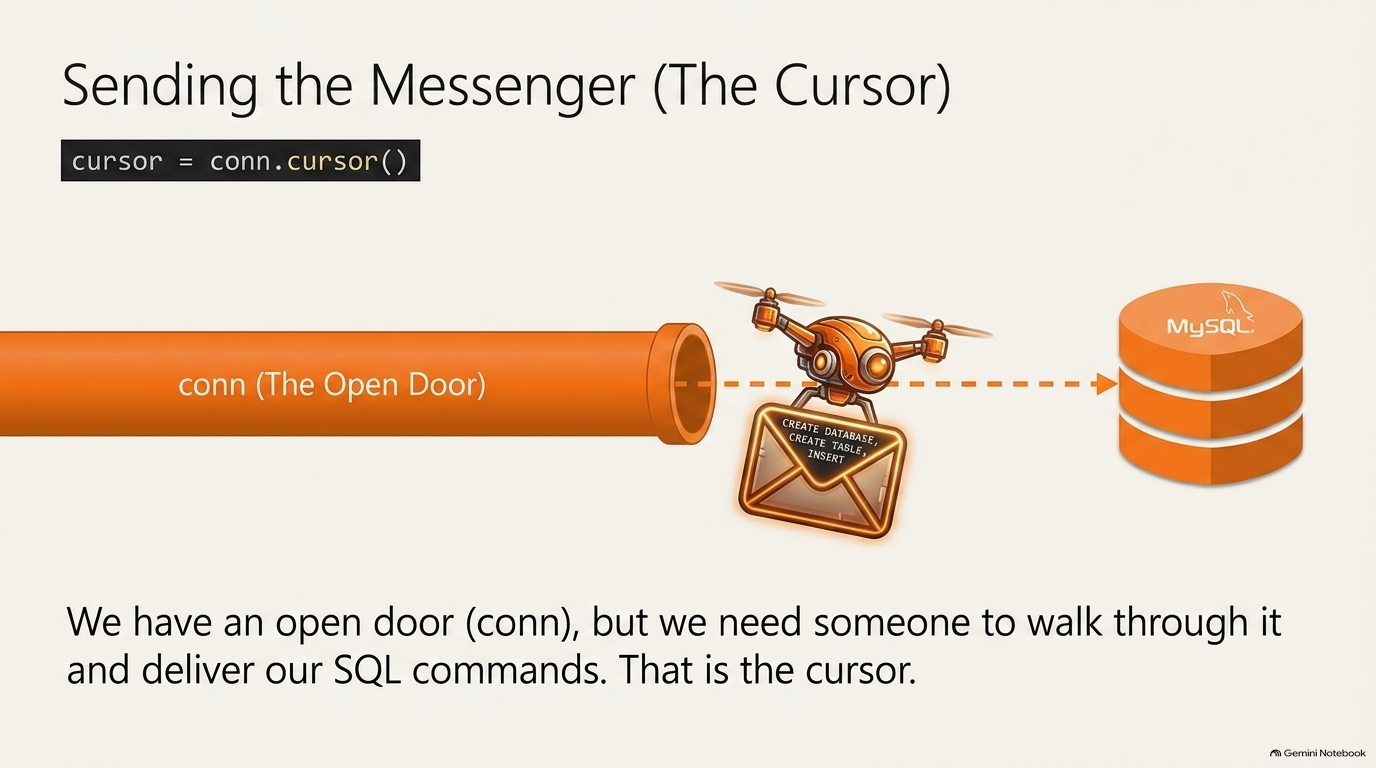 Sending the Messenger (The Cursor)
cursor = conn.cursor()
conn (The Open Door)
CREATE DATABASE,
CREATE TABLE,
INSERT
MySQL
We have an open door (conn), but we need someone to walk through it
and deliver our SQL commands. That is the cursor.
Gemini Notebook